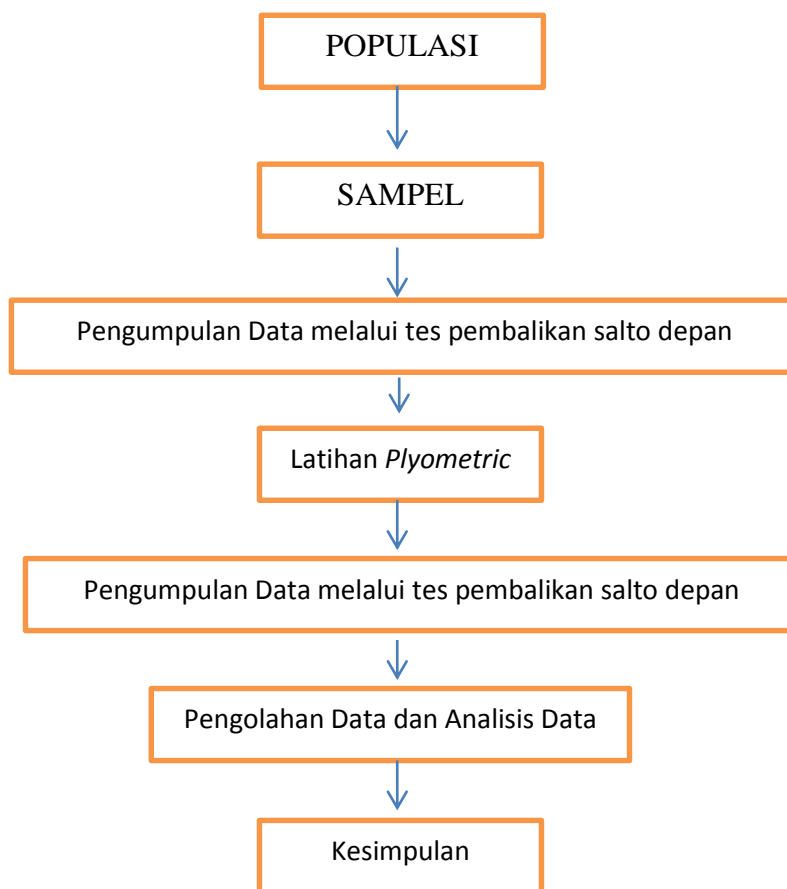 POPULASI
SAMPEL
Pengumpulan Data melalui tes pembalikan salto depan
Latihan Plyometric
Pengumpulan Data melalui tes pembalikan salto depan
Pengolahan Data dan Analisis Data
Kesimpulan